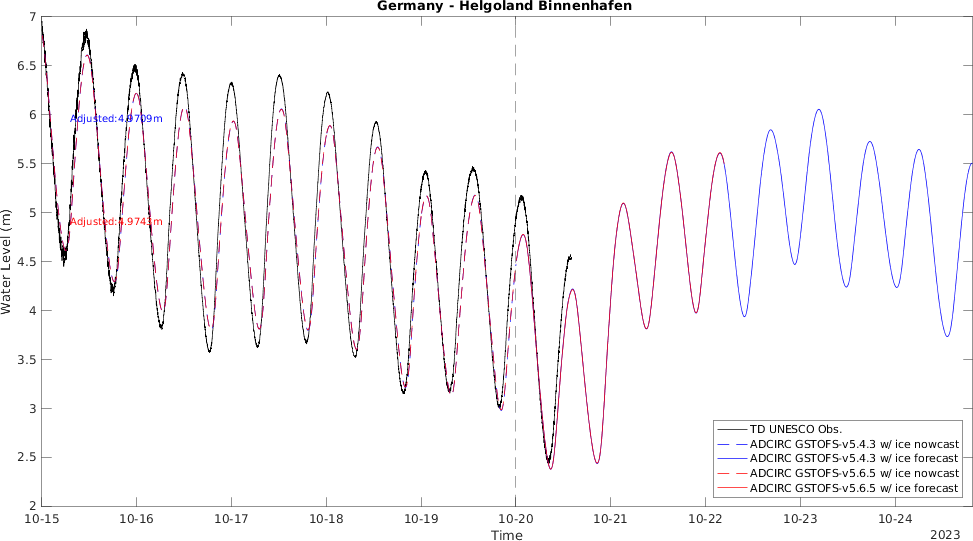 Germany - Helgoland Binnenhafen
7
6.5
6
5.5
5
4.5
4
3.5
3
2.5
2
Water Level (m)
Adjusted:4.9709m
Adjusted:4.9743m
TD UNESCO Obs.
ADCIRC GSTOFS-v5.4.3 w/ ice nowcast
ADCIRC GSTOFS-v5.4.3 w/ ice forecast
ADCIRC GSTOFS-v5.6.5 w/ ice nowcast
ADCIRC GSTOFS-v5.6.5 w/ ice forecast
10-15 10-16 10-17 10-18 10-19 10-20 10-21 10-22 10-23 10-24
Time
2023